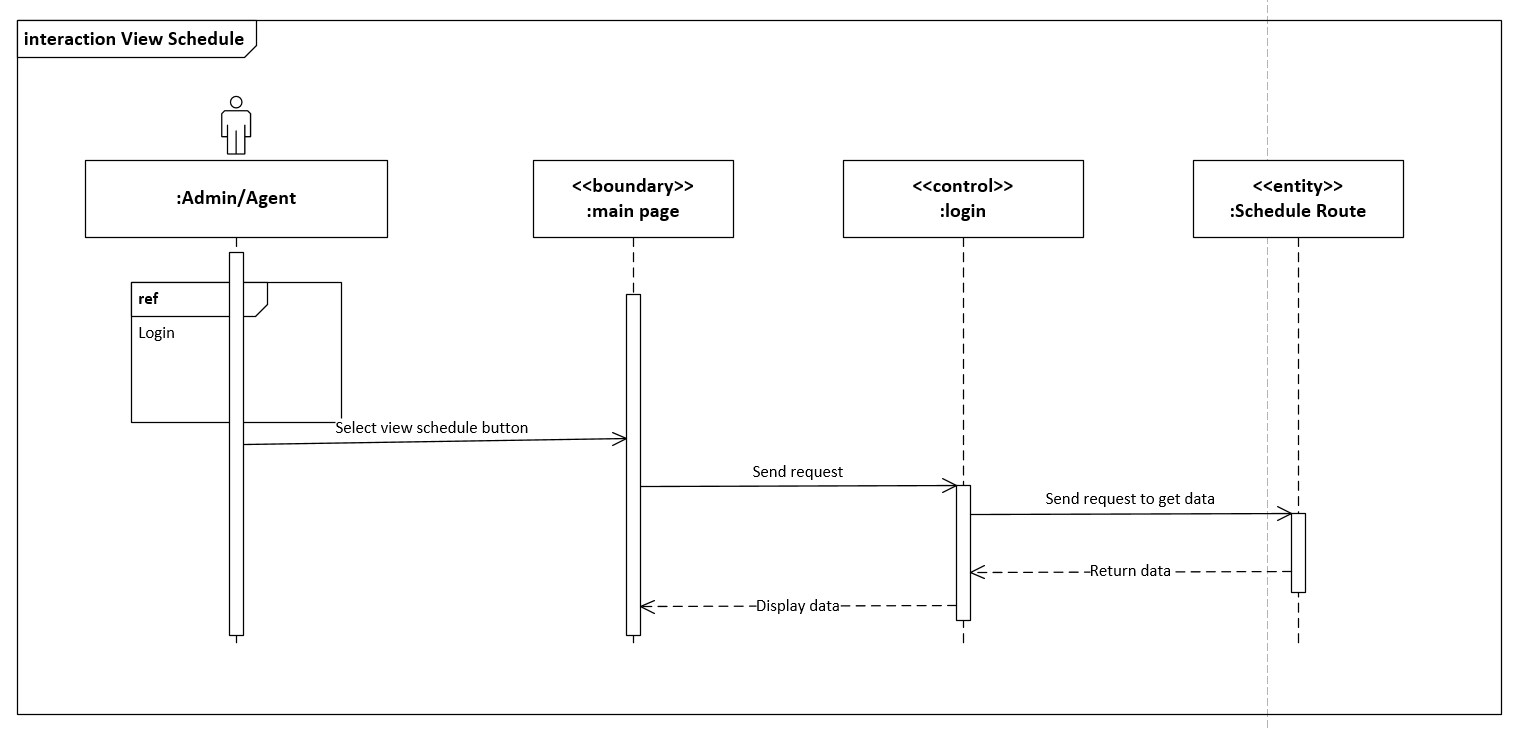 interaction View Schedule
:Admin/Agent
<<boundary>>
:main page
<<control>>
:login
<<entity>>
:Schedule Route
ref
Login
Select view schedule button
Send request
Send request to get data
Return data
Display data